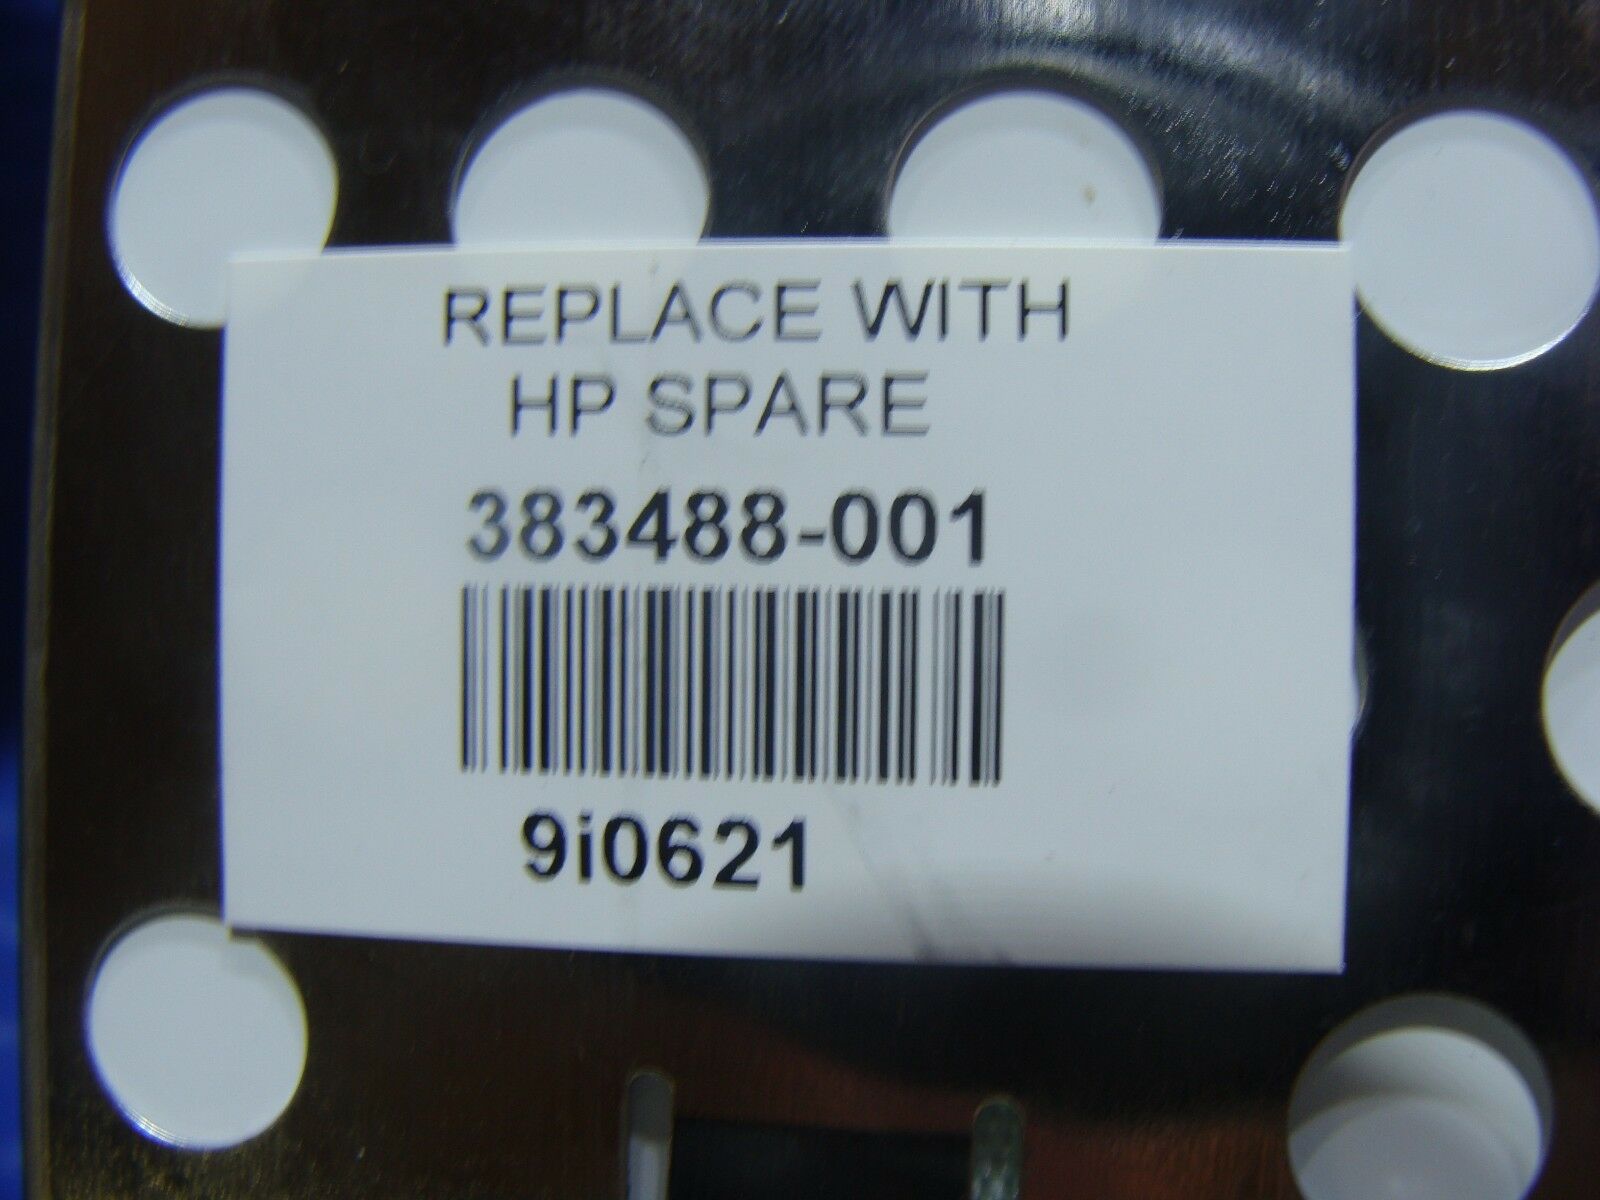 REPLACE WITH
HP SPARE
383488-001
9i0621